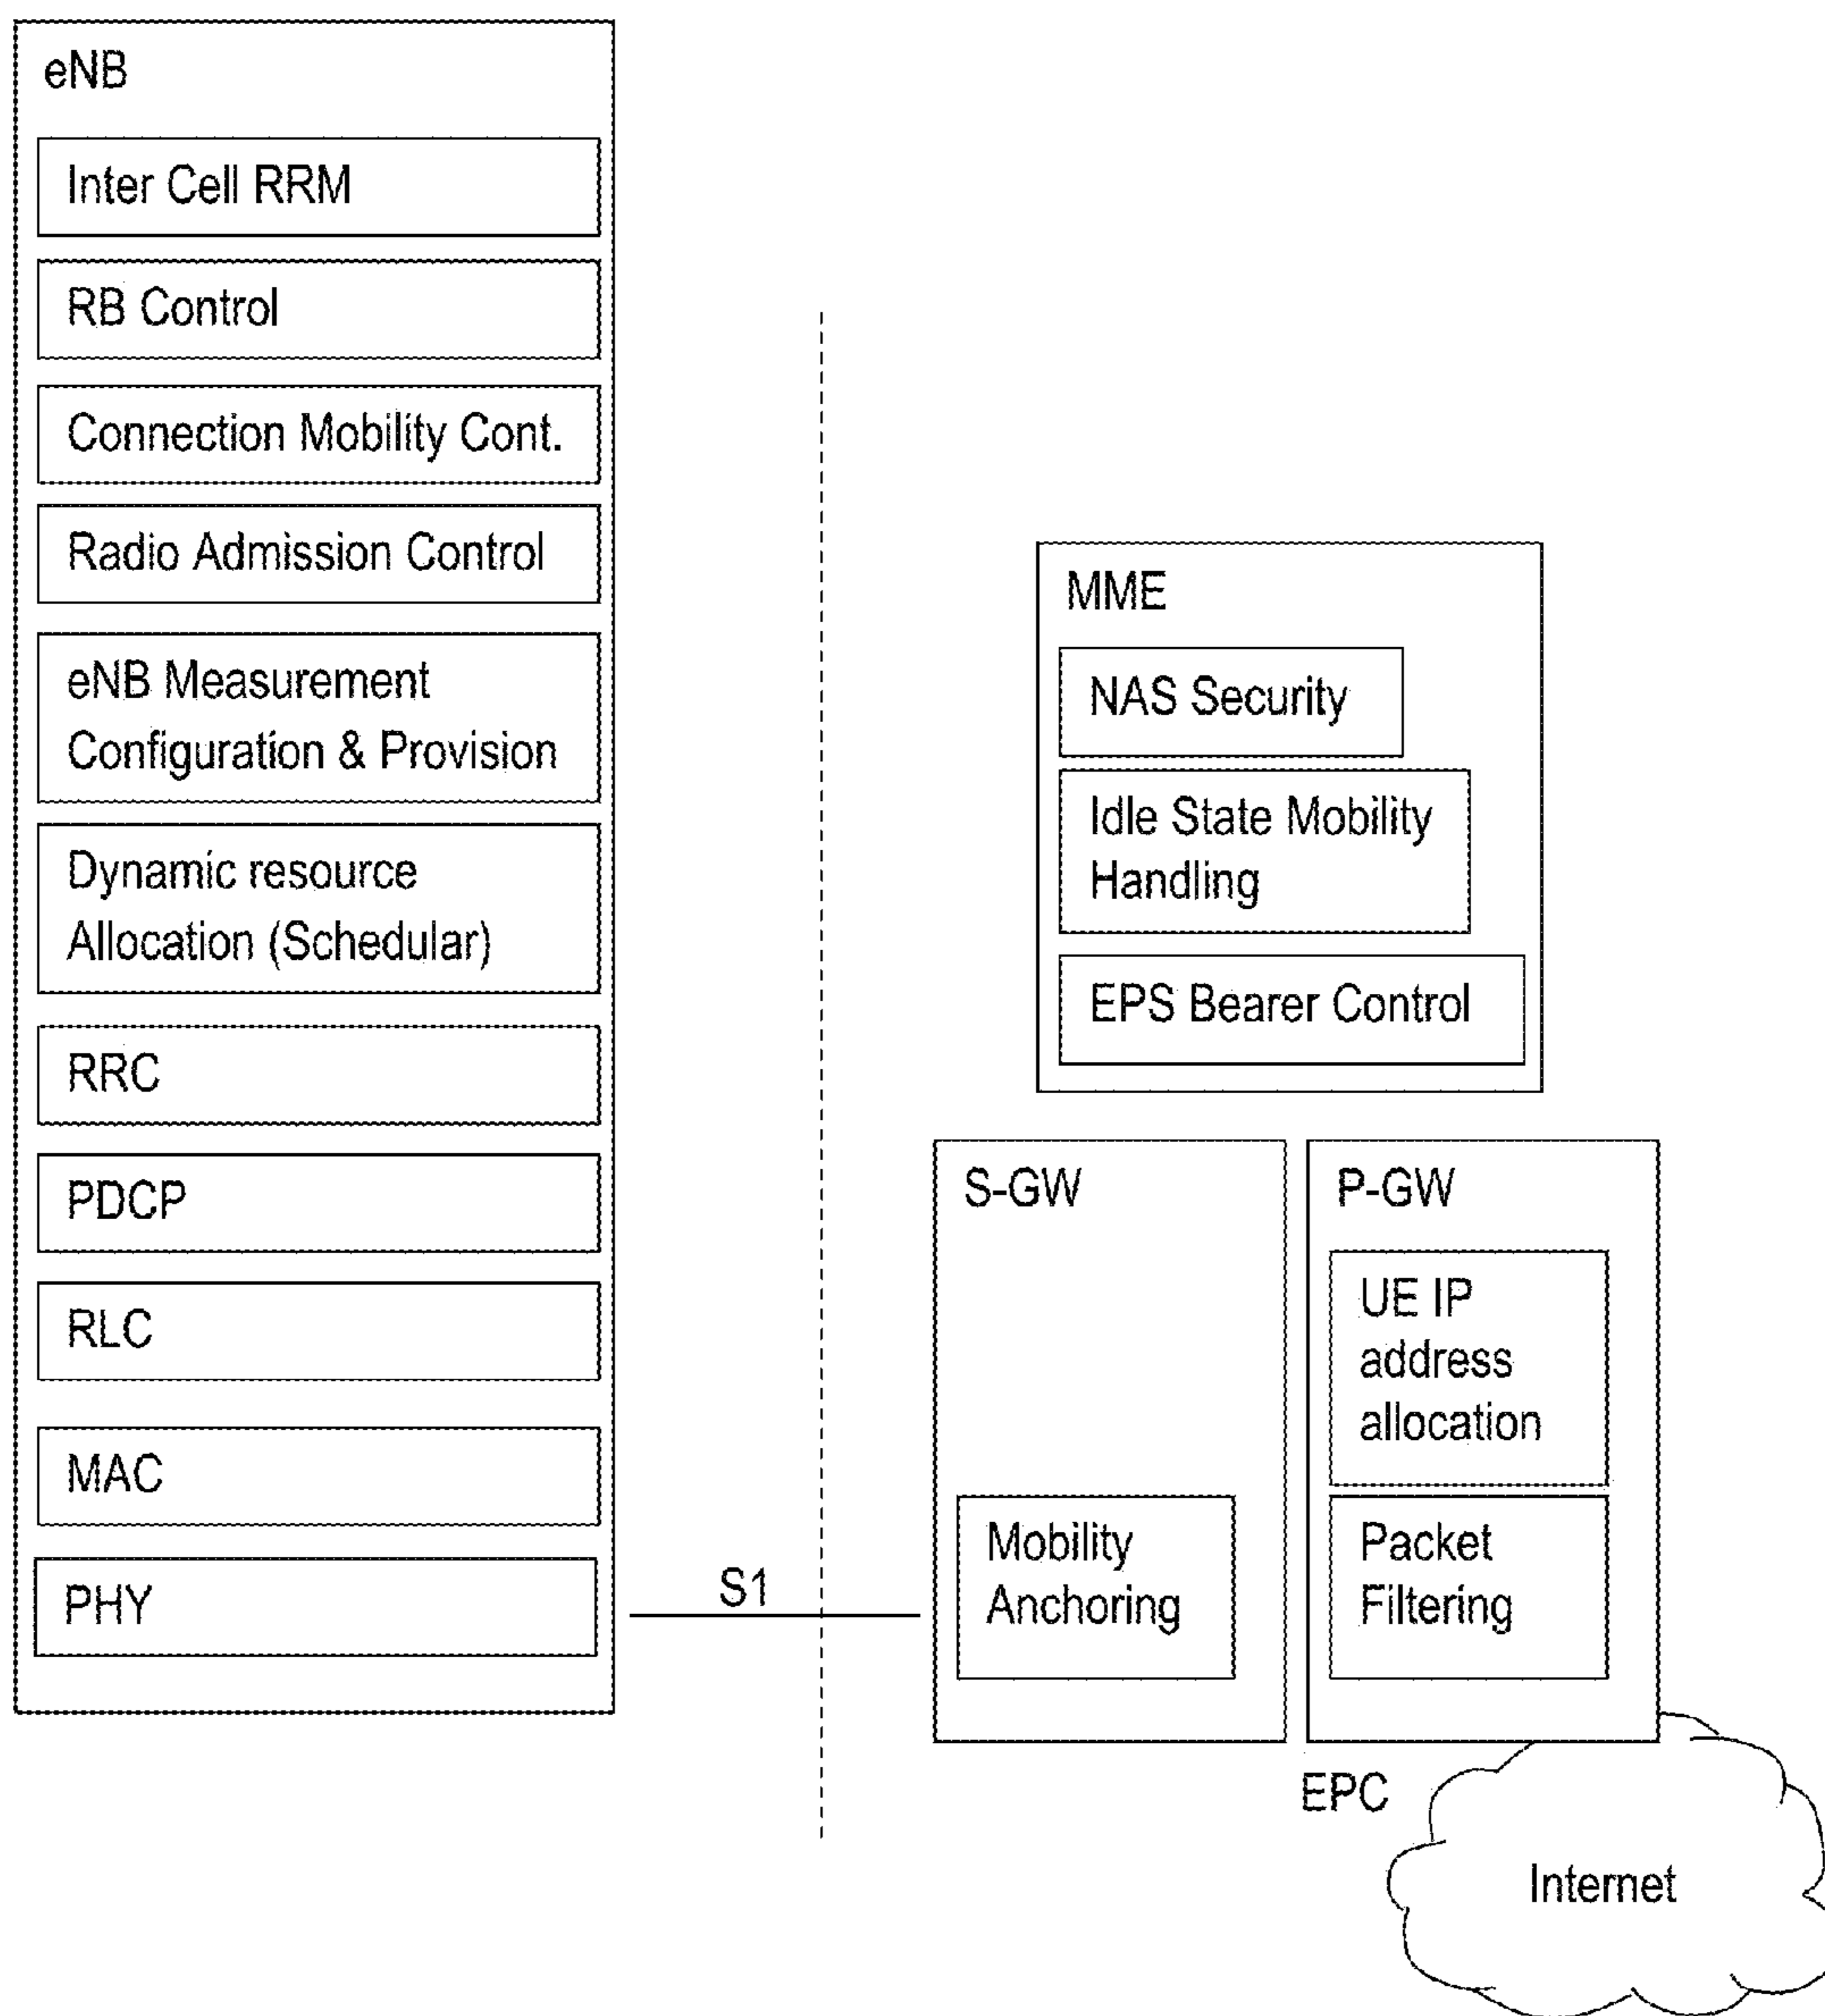 eNB
Inter Cell RRM
RB Control
Connection Mobility Cont.
Radio Admission Control
eNB Measurement
Configuration & Provision
Dynamic resource
Allocation (Schedular)
RRC
PDCP
RLC
MAC
PHY
S1
MME
NAS Security
Idle State Mobility
Handling
EPS Bearer Control
S-GW
Mobility
Anchoring
P-GW
UE IP
address
allocation
Packet
Filtering
EPC
Internet